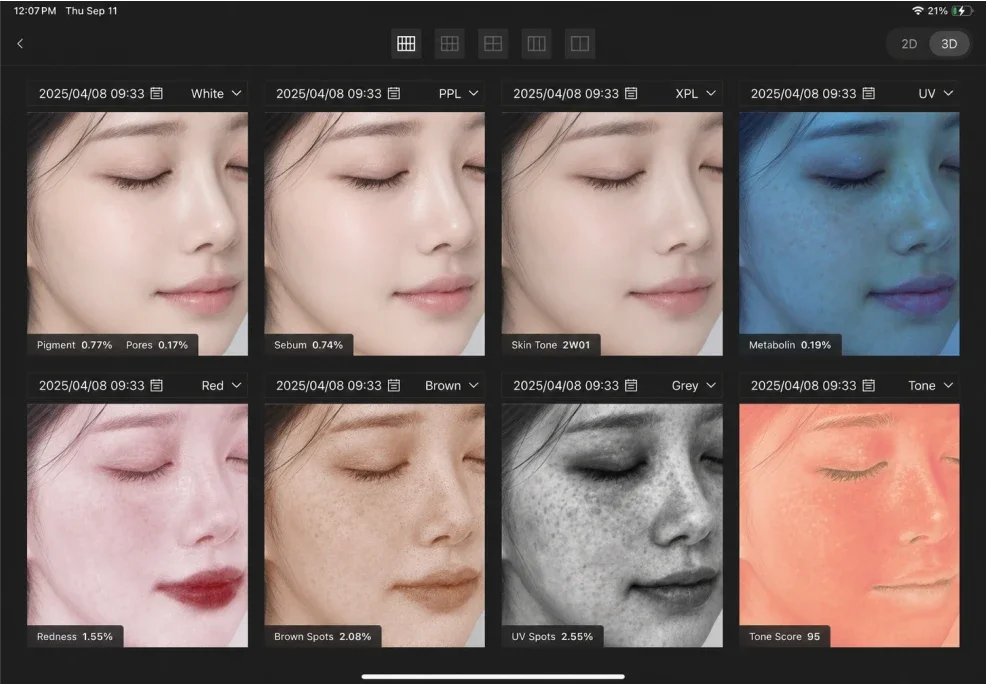 12:07 PM Thu Sep 11 21%
2D 3D
2025/04/08 09:33 White
2025/04/08 09:33 PPL
2025/04/08 09:33 XPL
2025/04/08 09:33 UV
Pigment 0.77% Pores 0.17%
Sebum 0.74%
Skin Tone 2W01
Metabolin 0.19%
2025/04/08 09:33 Red
2025/04/08 09:33 Brown
2025/04/08 09:33 Grey
2025/04/08 09:33 Tone
Redness 1.55%
Brown Spots 2.08%
UV Spots 2.55%
Tone Score 95